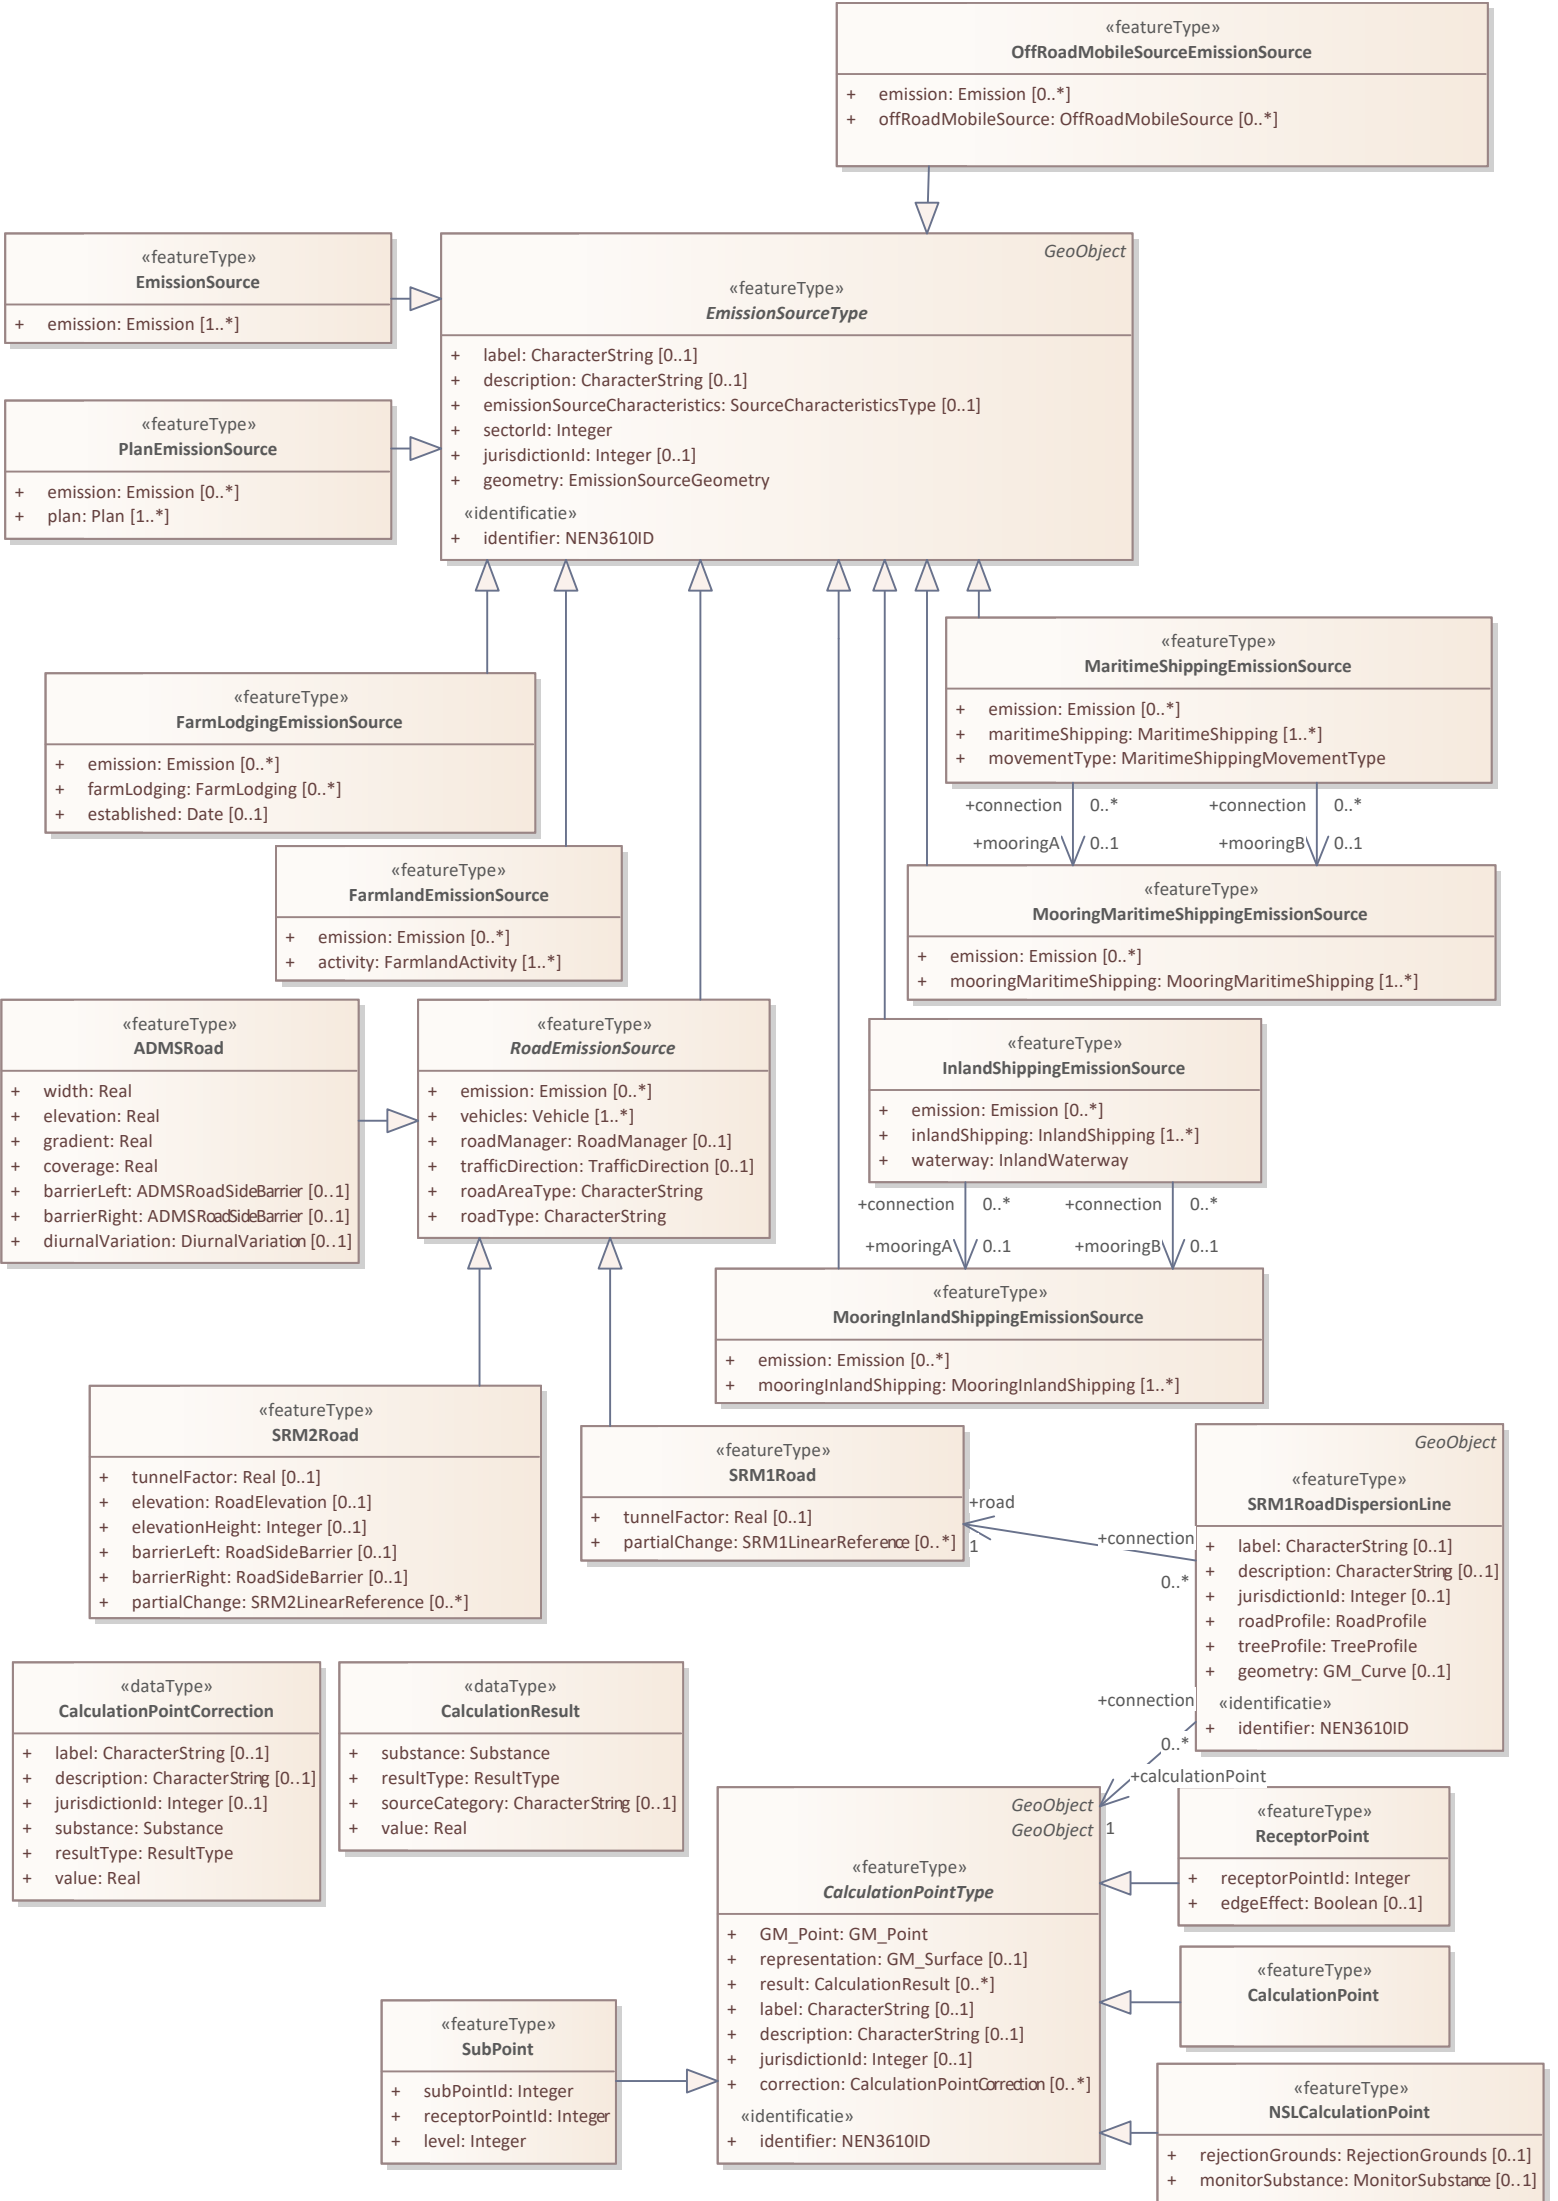 «featureType»
OffRoadMobileSourceEmissionSource
+ emission: Emission [0..*]
+ offRoadMobileSource: OffRoadMobileSource [0..*]
«featureType»
EmissionSource
+ emission: Emission [1..*]
GeoObject
«featureType»
EmissionSourceType
+ label: CharacterString [0..1]
+ description: CharacterString [0..1]
+ emissionSourceCharacteristics: SourceCharacteristicsType [0..1]
+ sectorId: Integer
+ jurisdictionId: Integer [0..1]
+ geometry: EmissionSourceGeometry
«identificatie»
+ identifier: NEN3610ID
«featureType»
PlanEmissionSource
+ emission: Emission [0..*]
+ plan: Plan [1..*]
«featureType»
MaritimeShippingEmissionSource
+ emission: Emission [0..*]
+ maritimeShipping: MaritimeShipping [1..*]
+ movementType: MaritimeShippingMovementType
+connection 0..* +connection 0..*
+mooringA 0..1 +mooringB 0..1
«featureType»
FarmLodgingEmissionSource
+ emission: Emission [0..*]
+ farmLodging: FarmLodging [0..*]
+ established: Date [0..1]
«featureType»
FarmlandEmissionSource
+ emission: Emission [0..*]
+ activity: FarmlandActivity [1..*]
«featureType»
MooringMaritimeShippingEmissionSource
+ emission: Emission [0..*]
+ mooringMaritimeShipping: MooringMaritimeShipping [1..*]
«featureType»
ADMSRoad
+ width: Real
+ elevation: Real
+ gradient: Real
+ coverage: Real
+ barrierLeft: ADMSRoadSideBarrier [0..1]
+ barrierRight: ADMSRoadSideBarrier [0..1]
+ diurnalVariation: DiurnalVariation [0..1]
«featureType»
RoadEmissionSource
+ emission: Emission [0..*]
+ vehicles: Vehicle [1..*]
+ roadManager: RoadManager [0..1]
+ trafficDirection: TrafficDirection [0..1]
+ roadAreaType: CharacterString
+ roadType: CharacterString
«featureType»
InlandShippingEmissionSource
+ emission: Emission [0..*]
+ inlandShipping: InlandShipping [1..*]
+ waterway: InlandWaterway
+connection 0..* +connection 0..*
+mooringA 0..1 +mooringB 0..1
«featureType»
MooringInlandShippingEmissionSource
+ emission: Emission [0..*]
+ mooringInlandShipping: MooringInlandShipping [1..*]
«featureType»
SRM2Road
+ tunnelFactor: Real [0..1]
+ elevation: RoadElevation [0..1]
+ elevationHeight: Integer [0..1]
+ barrierLeft: RoadSideBarrier [0..1]
+ barrierRight: RoadSideBarrier [0..1]
+ partialChange: SRM2LinearReference [0..*]
«featureType»
SRM1Road
+ tunnelFactor: Real [0..1]
+ partialChange: SRM1LinearReference [0..*]
+road
1
+connection
0..*
GeoObject
«featureType»
SRM1RoadDispersionLine
+ label: CharacterString [0..1]
+ description: CharacterString [0..1]
+ jurisdictionId: Integer [0..1]
+ roadProfile: RoadProfile
+ treeProfile: TreeProfile
+ geometry: GM_Curve [0..1]
«identificatie»
+ identifier: NEN3610ID
+connection
0..*
+calculationPoint
1
«dataType»
CalculationPointCorrection
+ label: CharacterString [0..1]
+ description: CharacterString [0..1]
+ jurisdictionId: Integer [0..1]
+ substance: Substance
+ resultType: ResultType
+ value: Real
«dataType»
CalculationResult
+ substance: Substance
+ resultType: ResultType
+ sourceCategory: CharacterString [0..1]
+ value: Real
GeoObject
GeoObject
«featureType»
CalculationPointType
+ GM_Point: GM_Point
+ representation: GM_Surface [0..1]
+ result: CalculationResult [0..*]
+ label: CharacterString [0..1]
+ description: CharacterString [0..1]
+ jurisdictionId: Integer [0..1]
+ correction: CalculationPointCorrection [0..*]
«identificatie»
+ identifier: NEN3610ID
«featureType»
ReceptorPoint
+ receptorPointId: Integer
+ edgeEffect: Boolean [0..1]
«featureType»
CalculationPoint
«featureType»
SubPoint
+ subPointId: Integer
+ receptorPointId: Integer
+ level: Integer
«featureType»
NSLCalculationPoint
+ rejectionGrounds: RejectionGrounds [0..1]
+ monitorSubstance: MonitorSubstance [0..1]